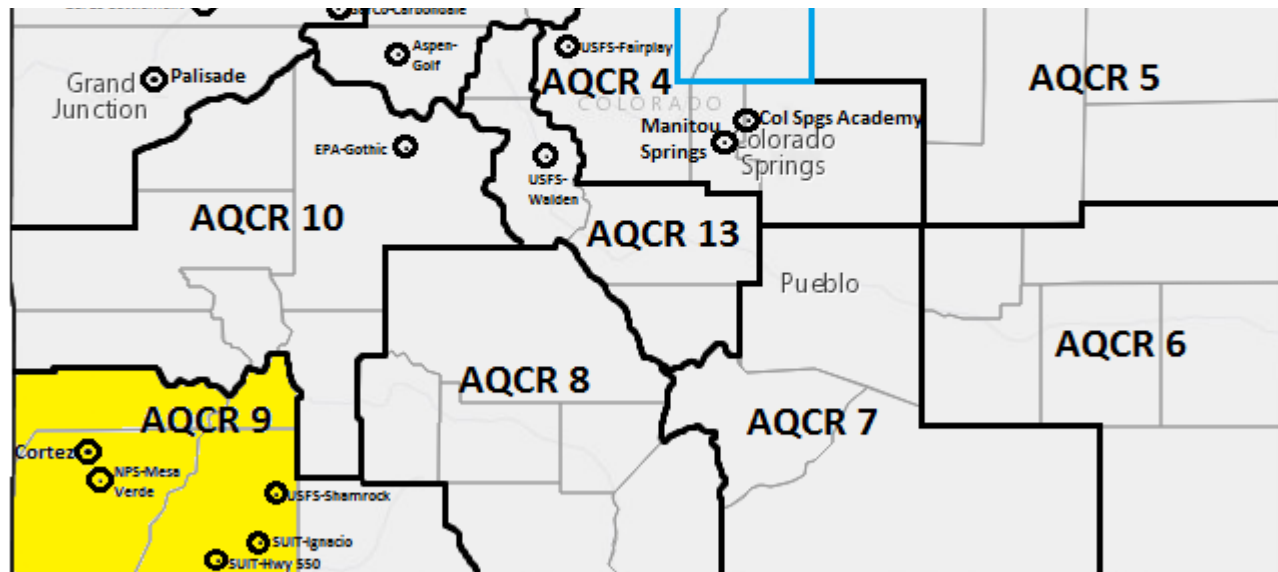 Co-Carbondale
Aspen-
Golf
USFS-Fairplay
AQCR 4
AQCR 5
Grand
Junction
Palisade
COLORADO
Col Spgs Academy
Manitou
Springs
Colorado
Springs
EPA-Gothic
USFS-
Walden
AQCR 10
AQCR 13
Pueblo
AQCR 6
AQCR 8
AQCR 9
AQCR 7
Cortez
NPS-Mesa
Verde
USFS-Shamrock
SUIT-Ignacio
SUIT-Hwy 550